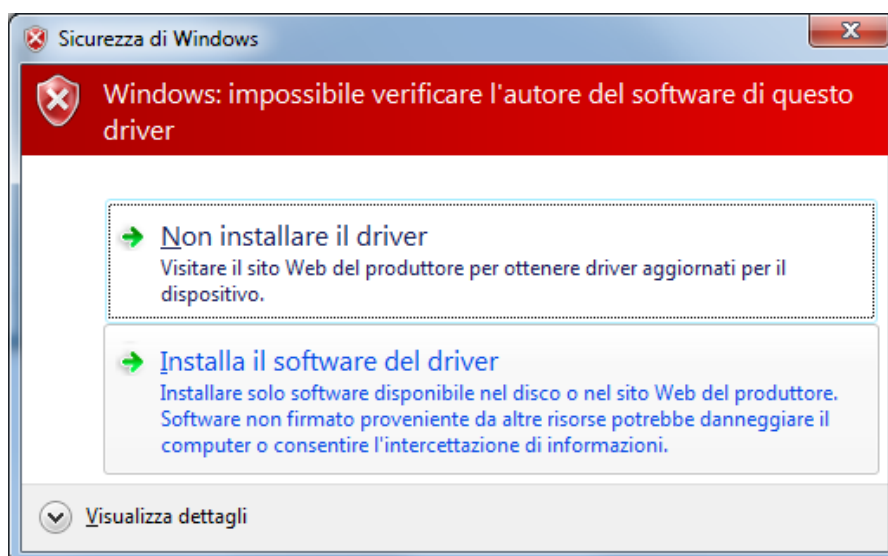 Sicurezza di Windows
Windows: impossibile verificare l'autore del software di questo
driver
Non installare il driver
Visitare il sito Web del produttore per ottenere driver aggiornati per il
dispositivo.
Installa il software del driver
Installare solo software disponibile nel disco o nel sito Web del produttore.
Software non firmato proveniente da altre risorse potrebbe danneggiare il
computer o consentire l'intercettazione di informazioni.
Visualizza dettagli